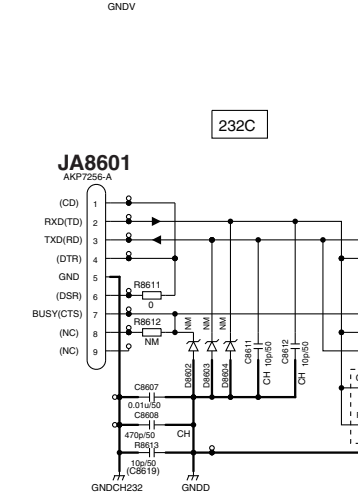 GNDV
232C
JA8601
AKP7256-A
(CD) 1
RXD(TD) 2
TXD(RD) 3
(DTR) 4
GND 5
(DSR) 6
R8611
0
BUSY(CTS) 7
R8612
(NC) 8
NM
(NC) 9
NM
NM
NM
D8602
D8603
D8604
C8611
CH 10p/50
C8612
CH 10p/50
C8607
0.01u/50
C8608
470p/50
CH
R8613
10p/50
(C8619)
GNDCH232
GNDD